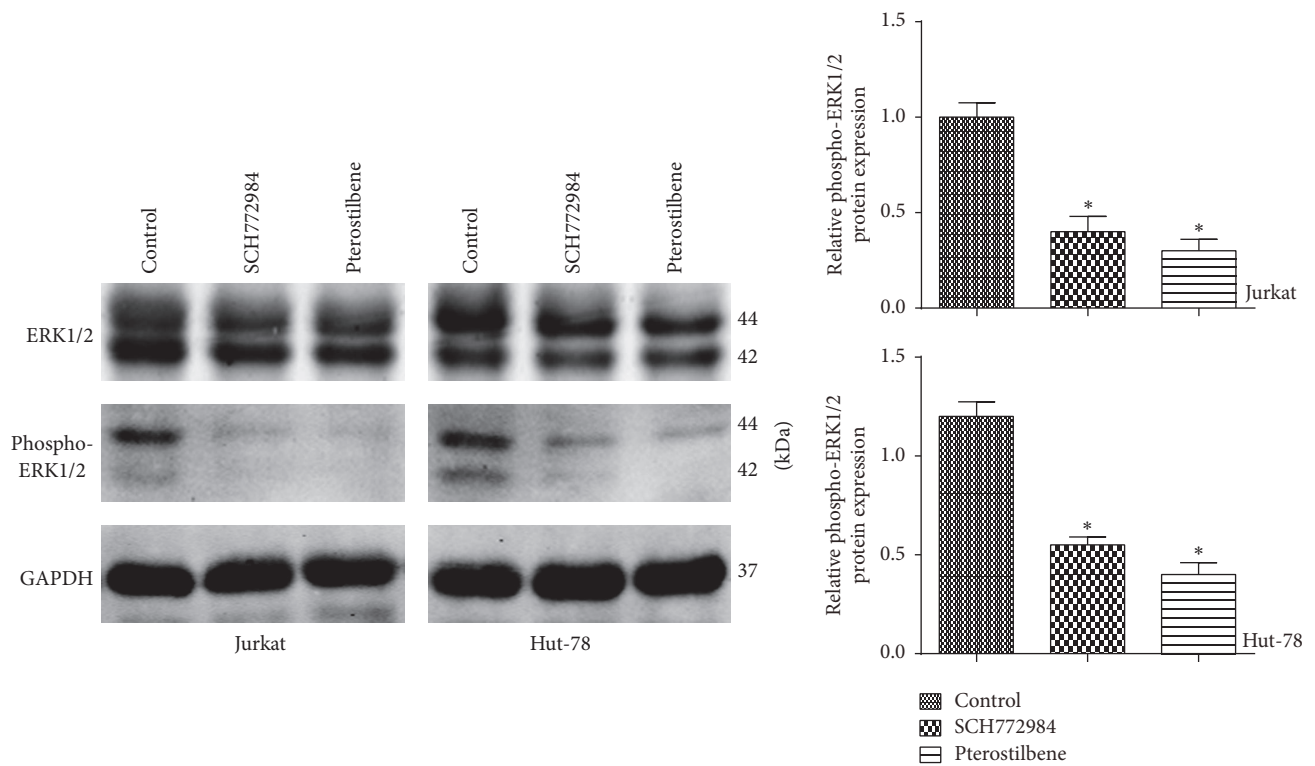 Control
SCH772984
Pterostilbene
Control
SCH772984
Pterostilbene
ERK1/2
44
42
Phospho-
ERK1/2
44
42
(kDa)
GAPDH
37
Jurkat
Hut-78
Relative phospho-ERK1/2
protein expression
1.5
1.0
0.5
0.0
*
*
Jurkat
Relative phospho-ERK1/2
protein expression
1.5
1.0
0.5
0.0
*
*
Hut-78
Control
SCH772984
Pterostilbene